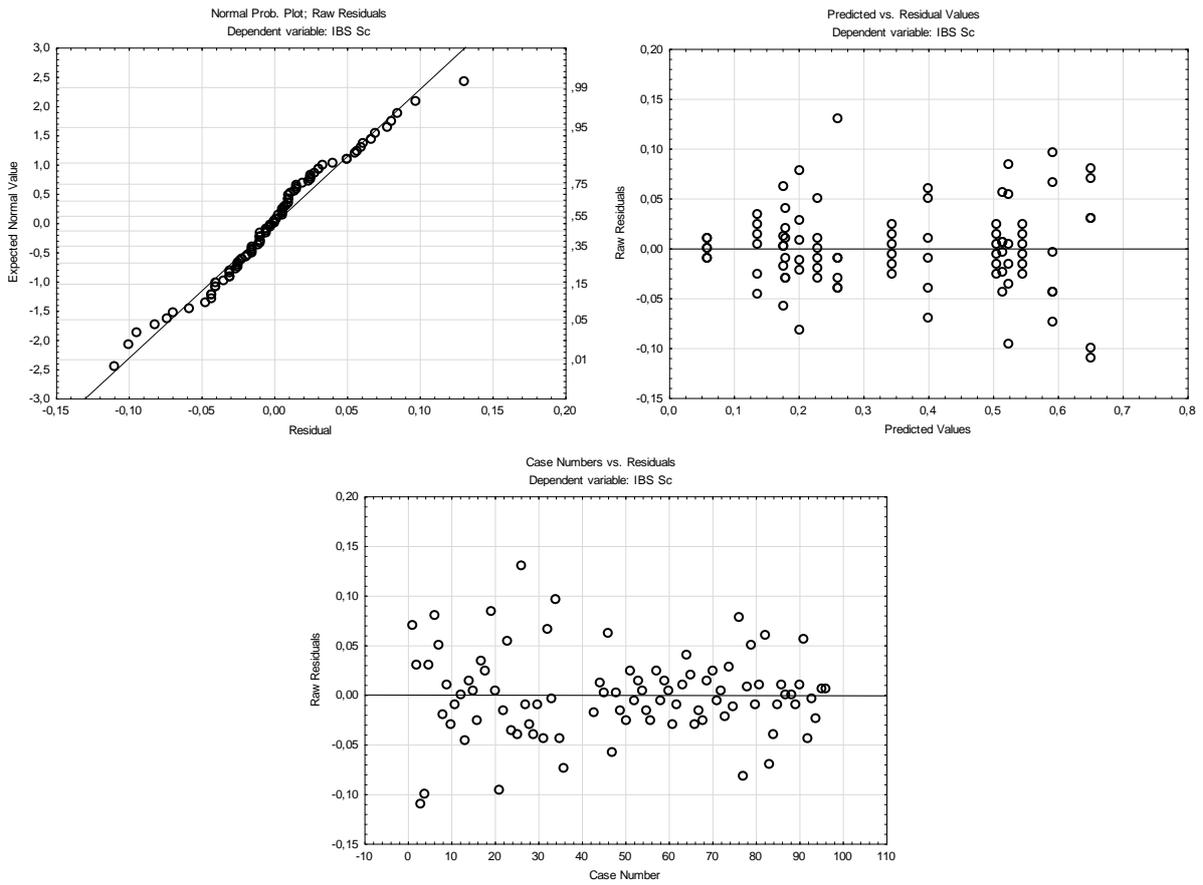 Normal Prob. Plot; Raw Residuals
Dependent variable: IBS Sc
3,0
2,5
2,0
1,5
1,0
0,5
0,0
-0,5
-1,0
-1,5
-2,0
-2,5
-3,0
Expected Normal Value
,99
,95
,75
,55
,35
,15
,05
,01
-0,15 -0,10 -0,05 0,00 0,05 0,10 0,15 0,20
Residual
Predicted vs. Residual Values
Dependent variable: IBS Sc
0,20
0,15
0,10
0,05
0,00
-0,05
-0,10
-0,15
Raw Residuals
0,0 0,1 0,2 0,3 0,4 0,5 0,6 0,7 0,8
Predicted Values
Case Numbers vs. Residuals
Dependent variable: IBS Sc
0,20
0,15
0,10
0,05
0,00
-0,05
-0,10
-0,15
Raw Residuals
-10 0 10 20 30 40 50 60 70 80 90 100 110
Case Number